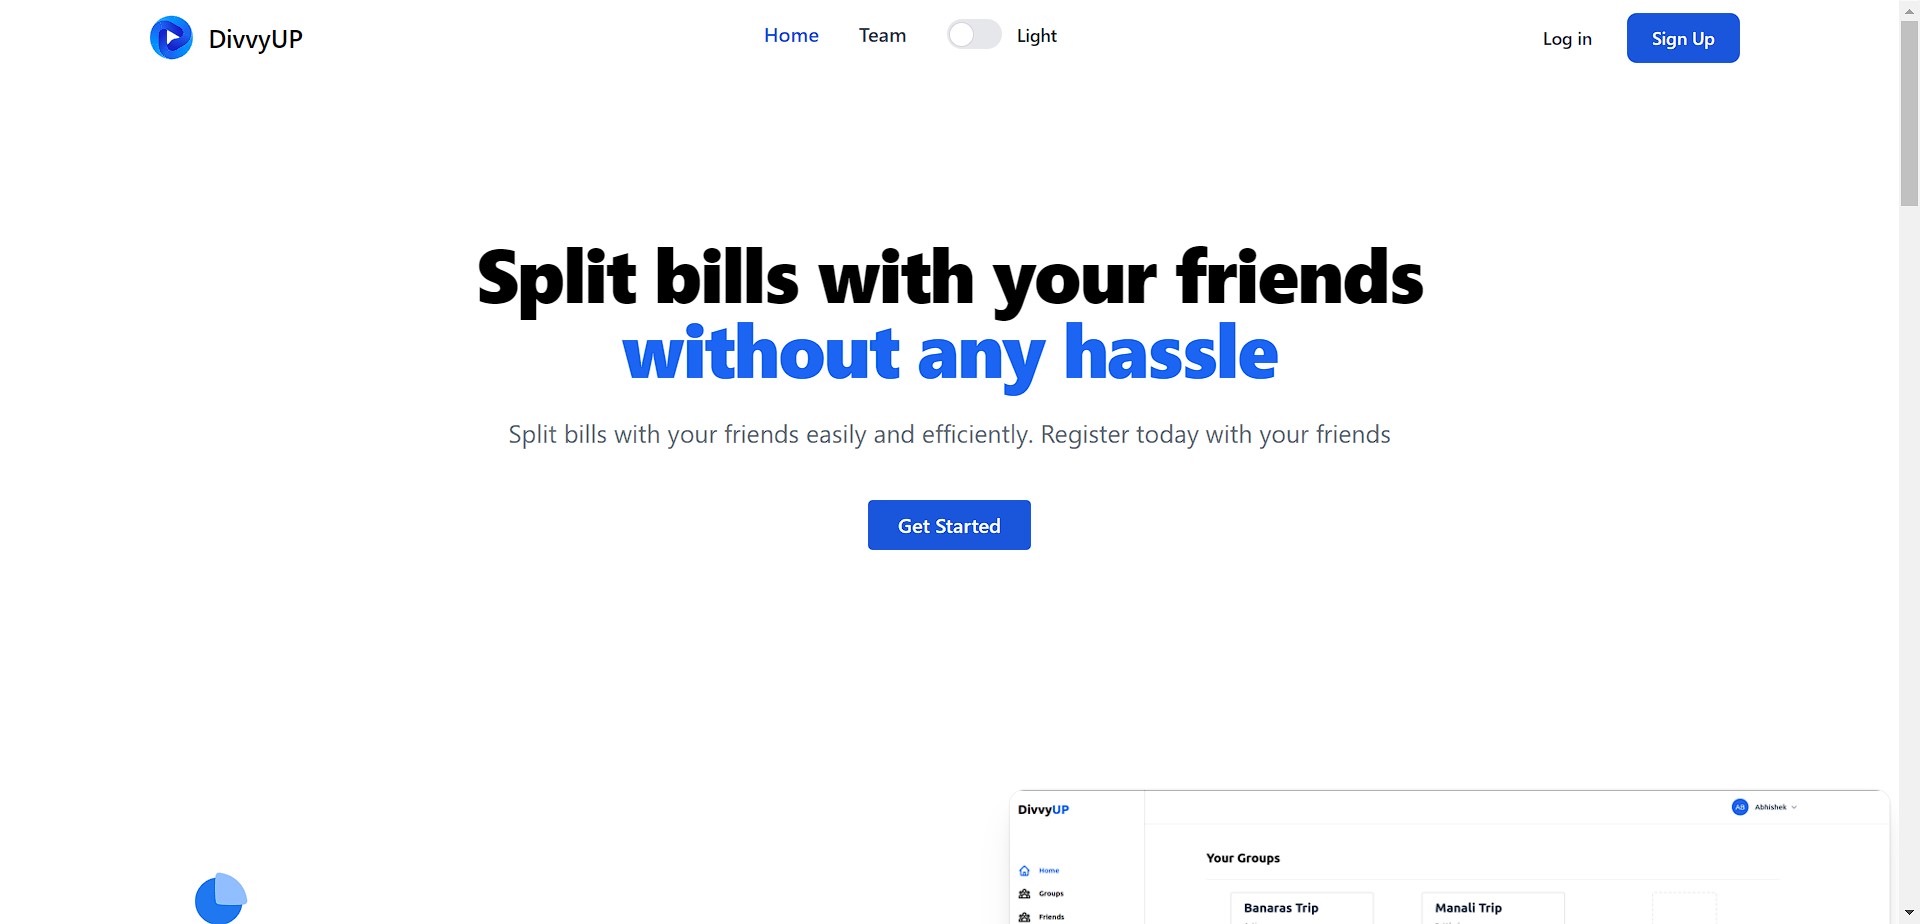 DivvyUP
Home
Team
Light
Log in
Sign Up
Split bills with your friends
without any hassle
Split bills with your friends easily and efficiently. Register today with your friends
Get Started
DivvyUP
AB
Abhishek
Your Groups
Home
Groups
Friends
Banaras Trip
Manali Trip